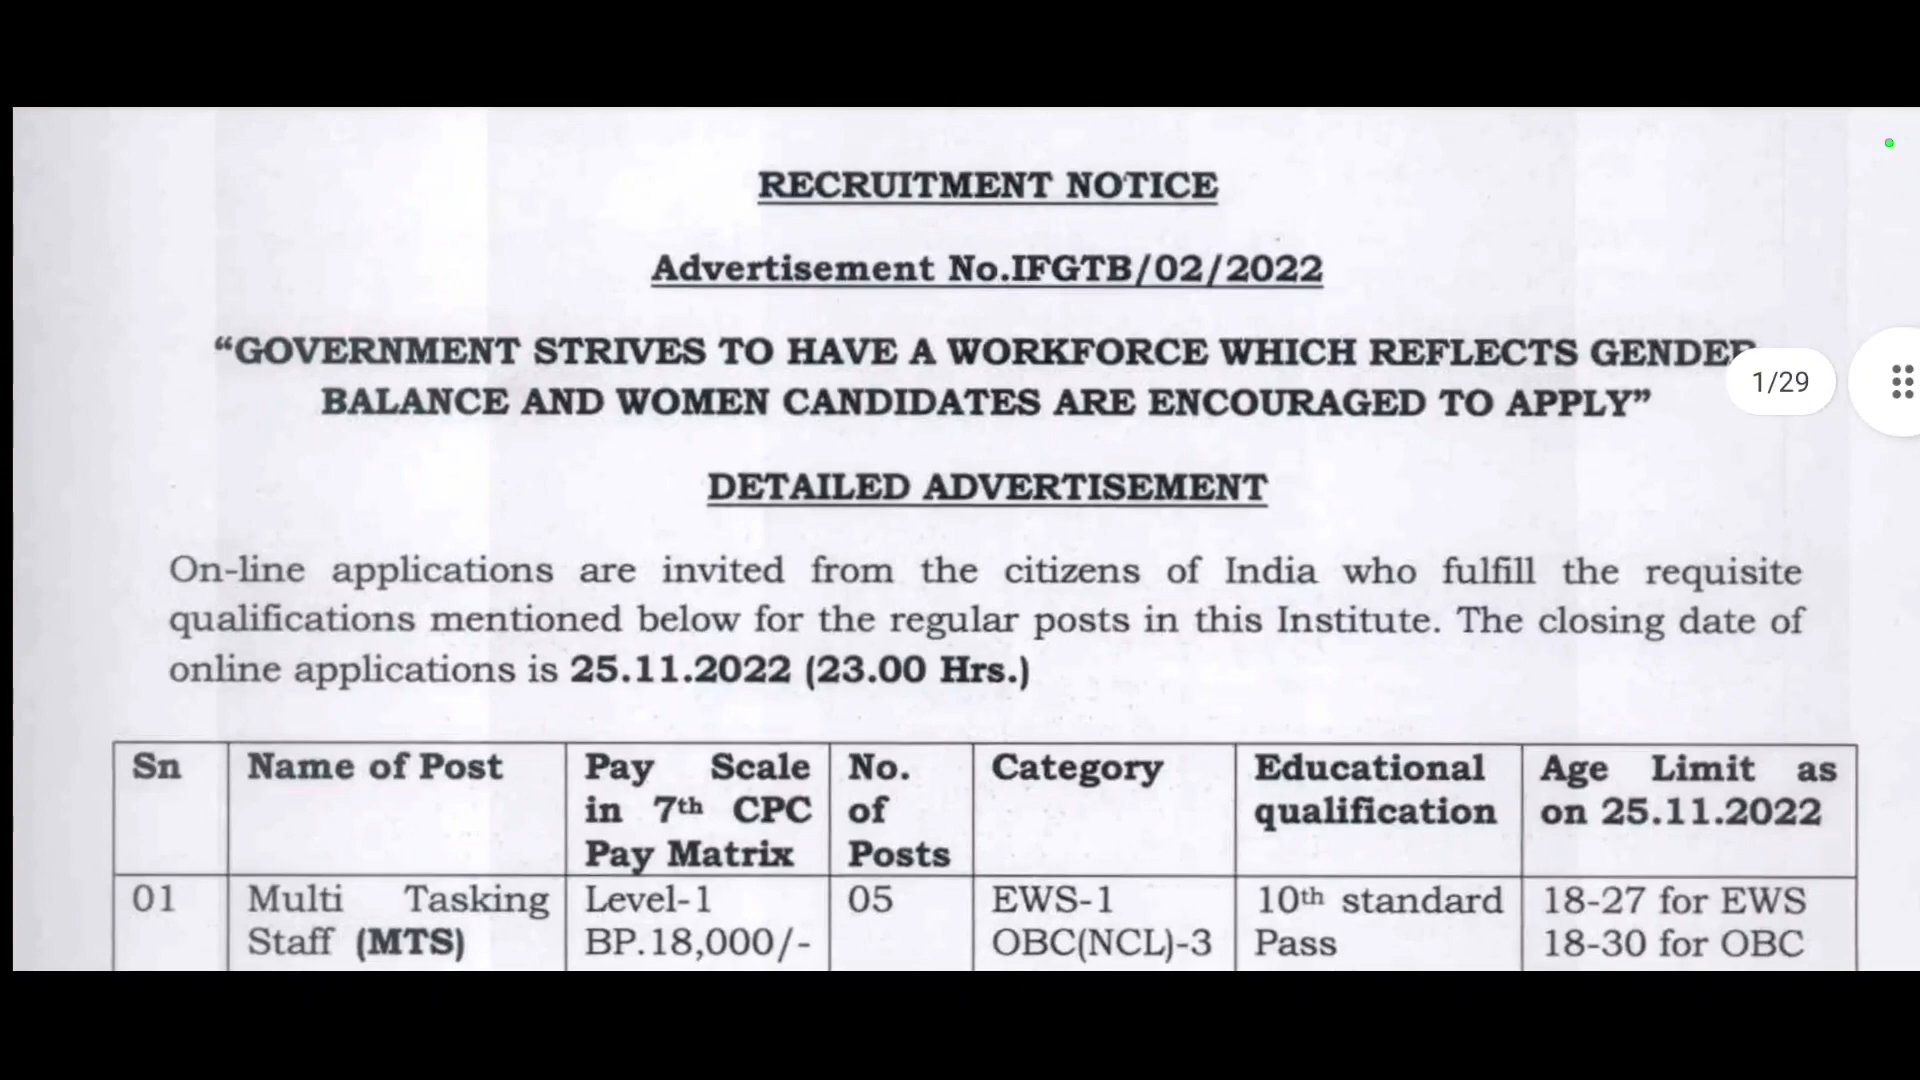 RECRUITMENT NOTICE
Advertisement No.IFGTB/02/2022
“GOVERNMENT STRIVES TO HAVE A WORKFORCE WHICH REFLECTS GENDER
BALANCE AND WOMEN CANDIDATES ARE ENCOURAGED TO APPLY”
1/29
DETAILED ADVERTISEMENT
On-line applications are invited from the citizens of India who fulfill the requisite
qualifications mentioned below for the regular posts in this Institute. The closing date of
online applications is 25.11.2022 (23.00 Hrs.)
Sn Name of Post Pay Scale No. Category Educational Age Limit as
in 7th CPC of qualification on 25.11.2022
Pay Matrix Posts
01 Multi Tasking Level-1 05 EWS-1 10th standard 18-27 for EWS
Staff (MTS) BP.18,000/- OBC(NCL)-3 Pass 18-30 for OBC